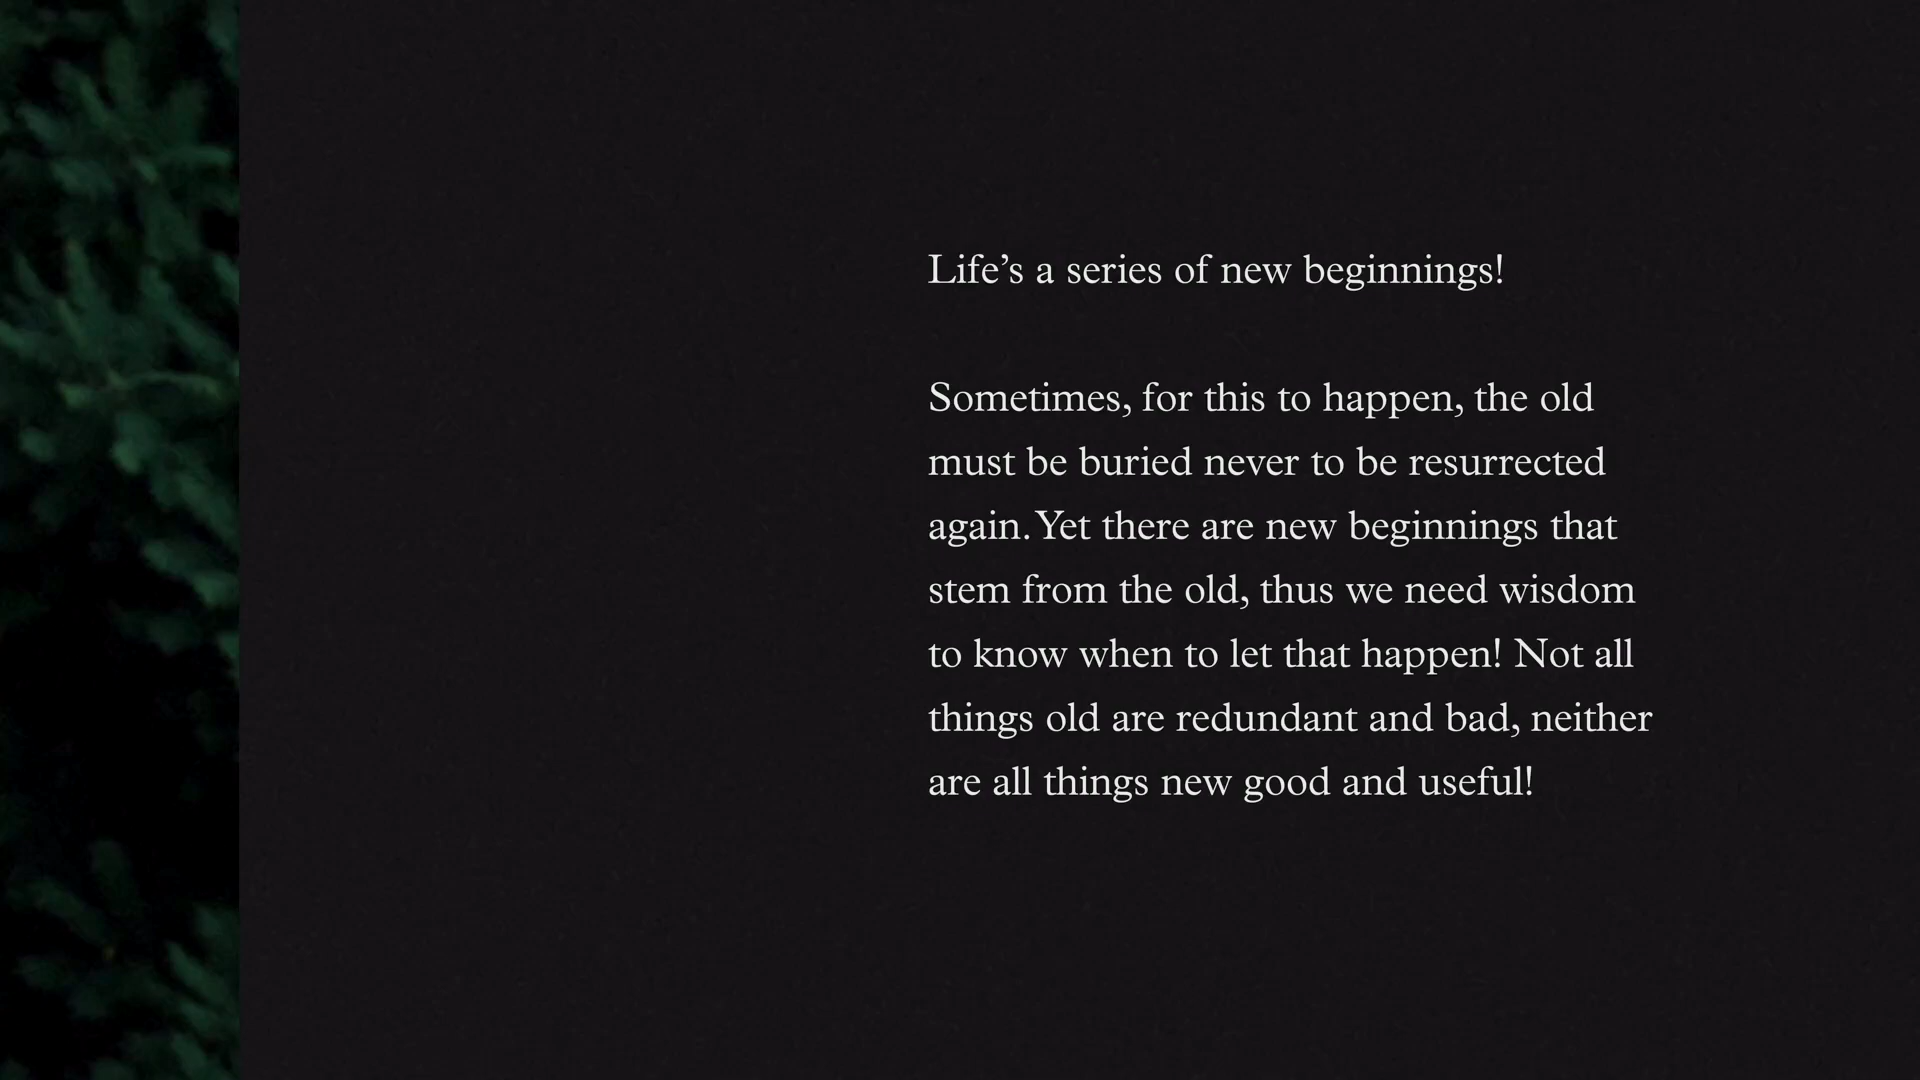 Life’s a series of new beginnings!
Sometimes, for this to happen, the old
must be buried never to be resurrected
again. Yet there are new beginnings that
stem from the old, thus we need wisdom
to know when to let that happen! Not all
things old are redundant and bad, neither
are all things new good and useful!